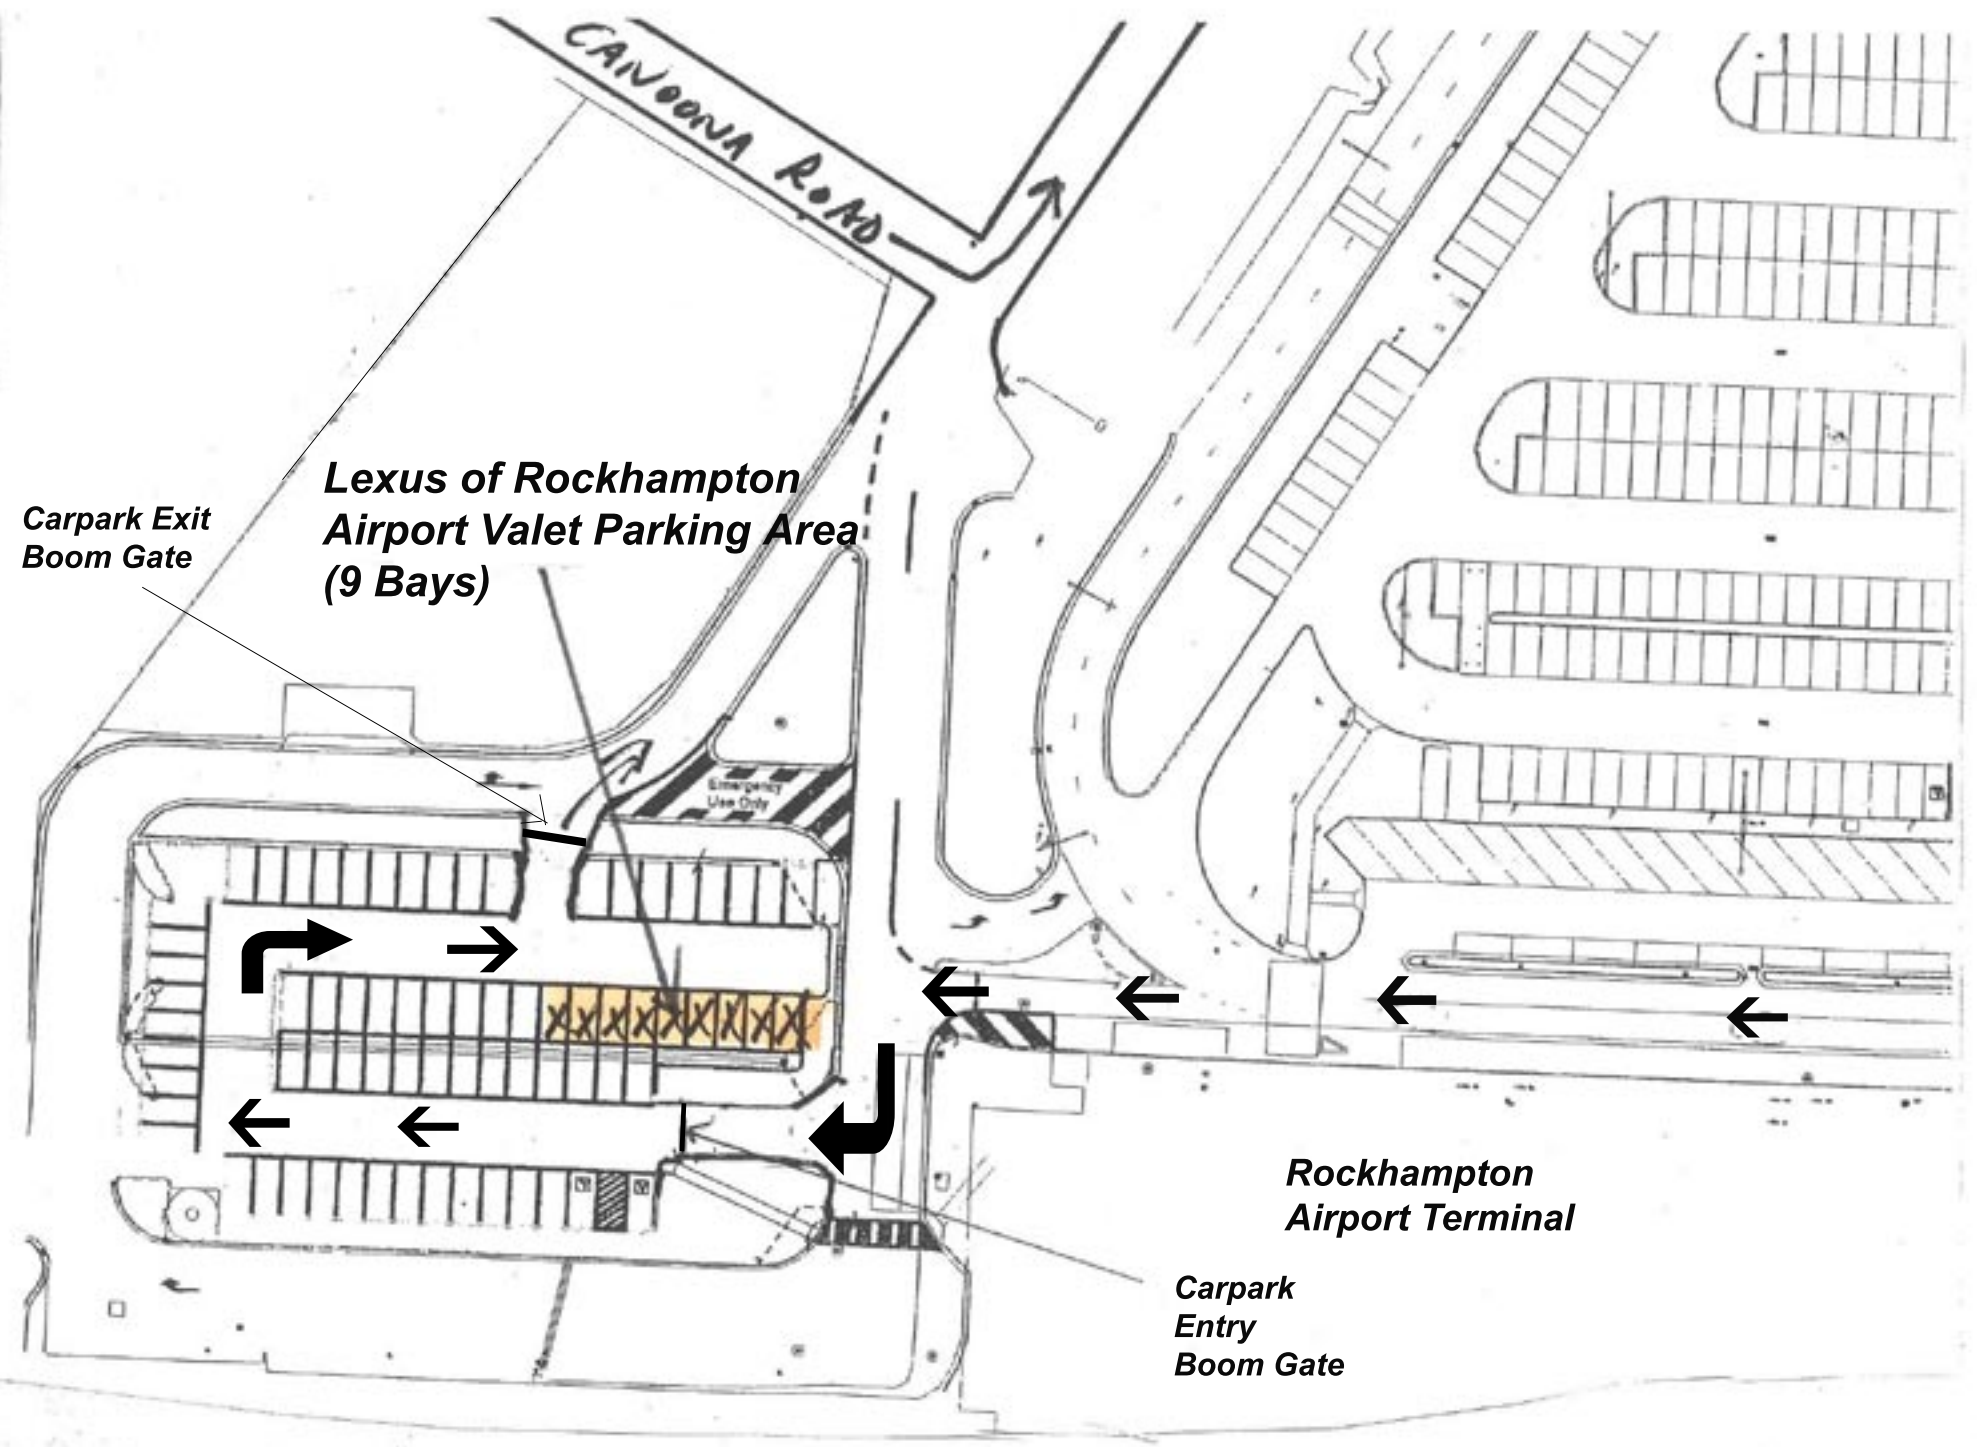 CANOONA ROAD
Lexus of Rockhampton
Airport Valet Parking Area
(9 Bays)
Carpark Exit
Boom Gate
Emergency
Use Only
X X X X X X X X X
Rockhampton
Airport Terminal
Carpark
Entry
Boom Gate